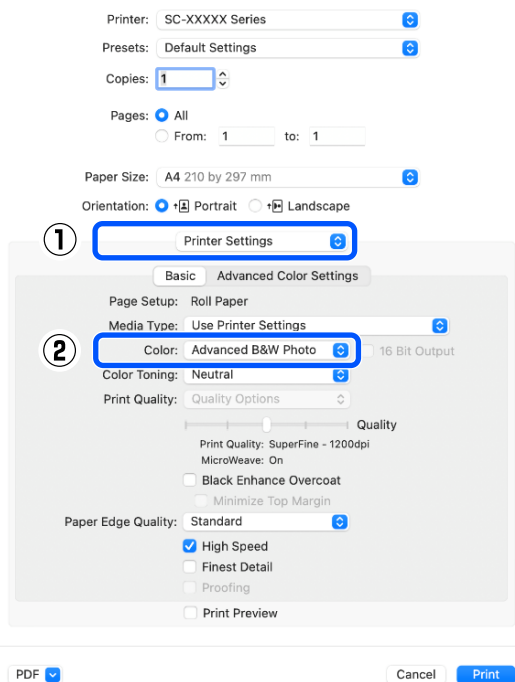 Printer: SC-XXXXX Series
Presets: Default Settings
Copies: 1
Pages: All
From: 1 to: 1
Paper Size: A4 210 by 297 mm
Orientation: Portrait Landscape
1 Printer Settings
Basic Advanced Color Settings
Page Setup: Roll Paper
Media Type: Use Printer Settings
2 Color: Advanced B&W Photo 16 Bit Output
Color Toning: Neutral
Print Quality: Quality Options
Quality
Print Quality: SuperFine - 1200dpi
MicroWeave: On
Black Enhance Overcoat
Minimize Top Margin
Paper Edge Quality: Standard
High Speed
Finest Detail
Proofing
Print Preview
PDF Cancel Print